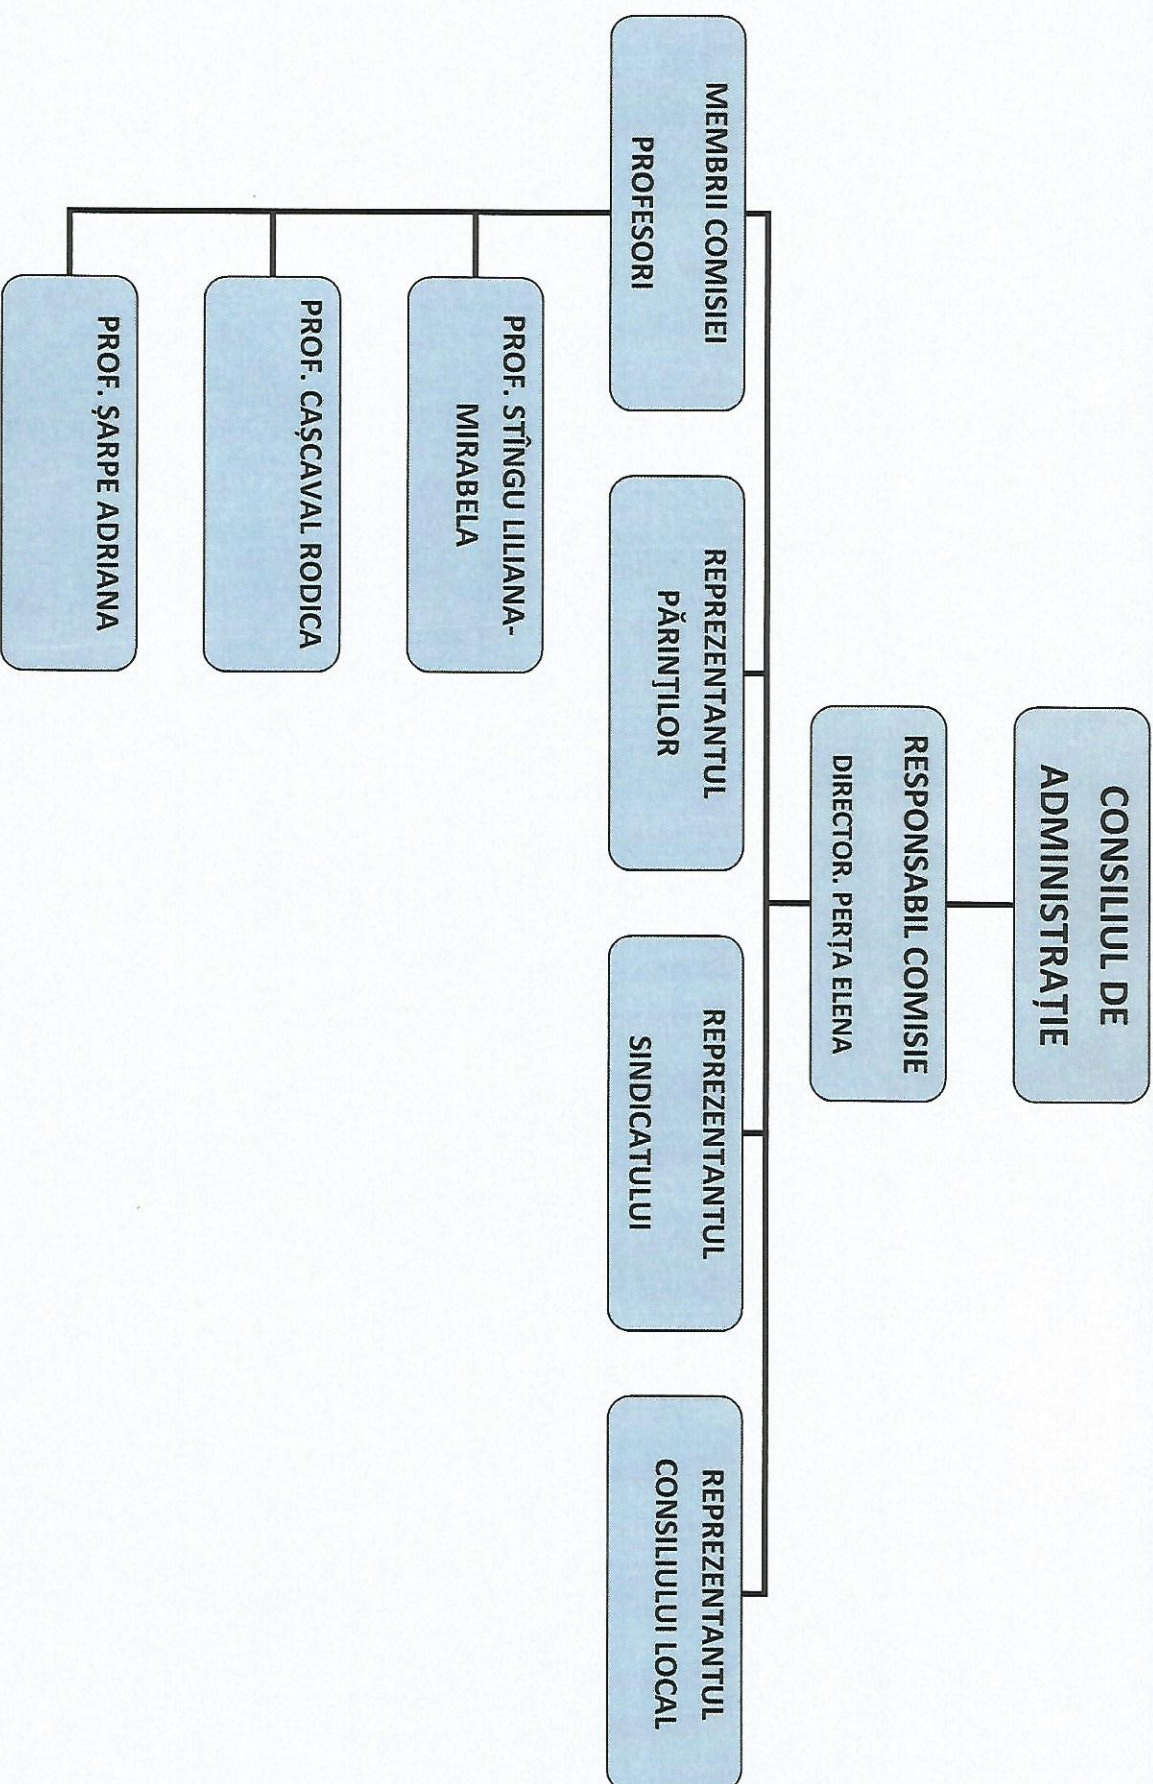 CONSILIUL DE
ADMINISTRAȚIE
RESPONSABIL COMISIE
DIRECTOR. PERȚA ELENA
MEMBRII COMISIEI
PROFESORI
REPREZENTANTUL
PĂRINȚILOR
REPREZENTANTUL
SINDICATULUI
REPREZENTANTUL
CONSILIULUI LOCAL
PROF. STÎNGU LILIANA-
MIRABELA
PROF. CAȘCAVAL RODICA
PROF. ȘARPE ADRIANA